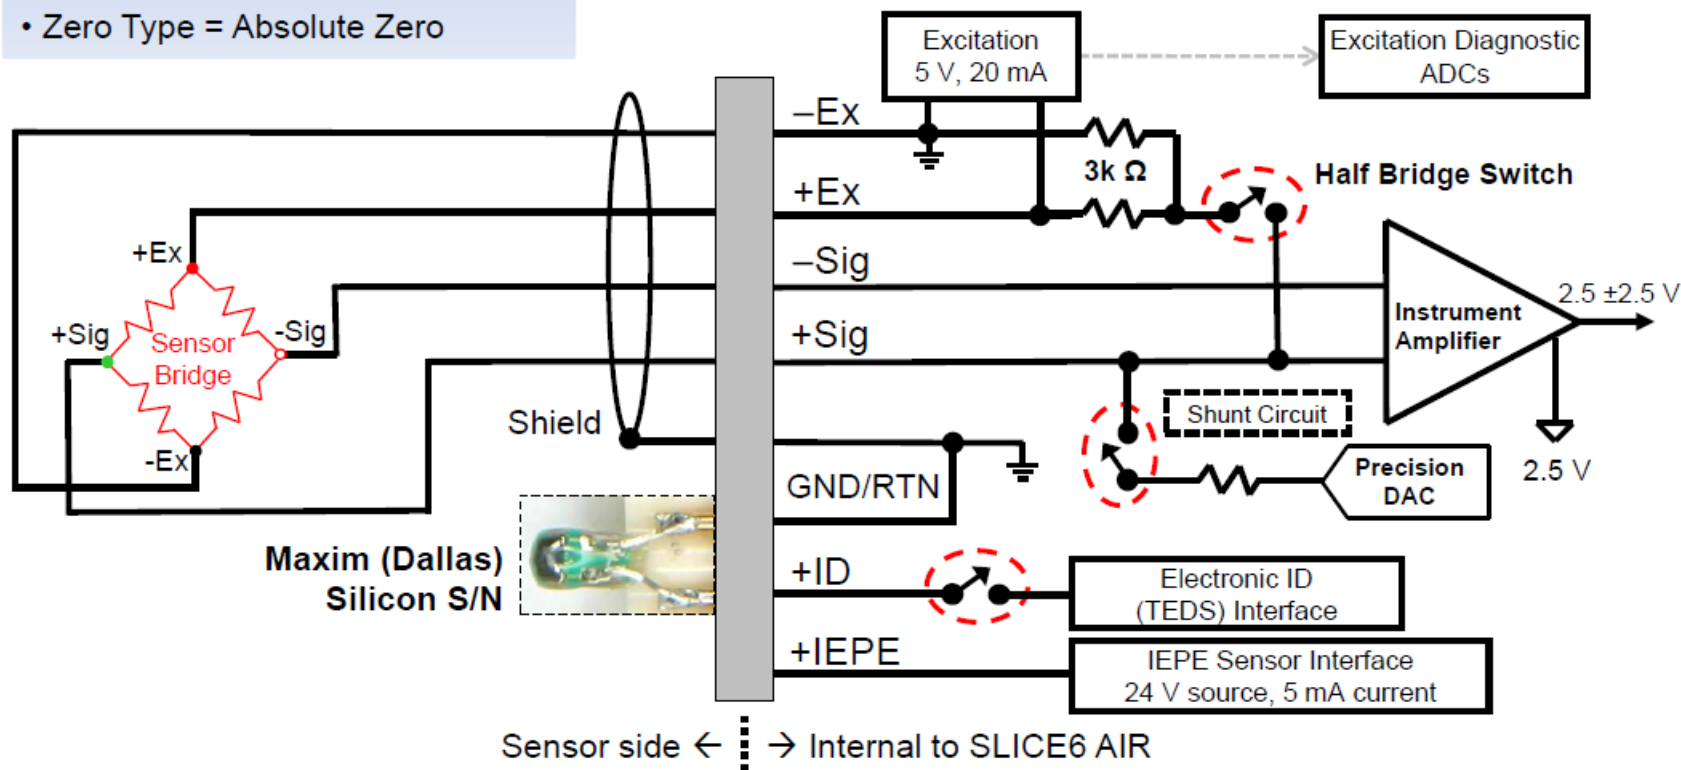 • Zero Type = Absolute Zero
Excitation
5 V, 20 mA
Excitation Diagnostic
ADCs
–Ex
3k Ω
+Ex
Half Bridge Switch
–Sig
+Ex
+Sig
-Sig
Sensor
Bridge
-Ex
+Sig
Instrument
Amplifier
2.5 ±2.5 V
2.5 V
Shield
Shunt Circuit
Precision
DAC
GND/RTN
Maxim (Dallas)
Silicon S/N
+ID
Electronic ID
(TEDS) Interface
+IEPE
IEPE Sensor Interface
24 V source, 5 mA current
Sensor side ← → Internal to SLICE6 AIR